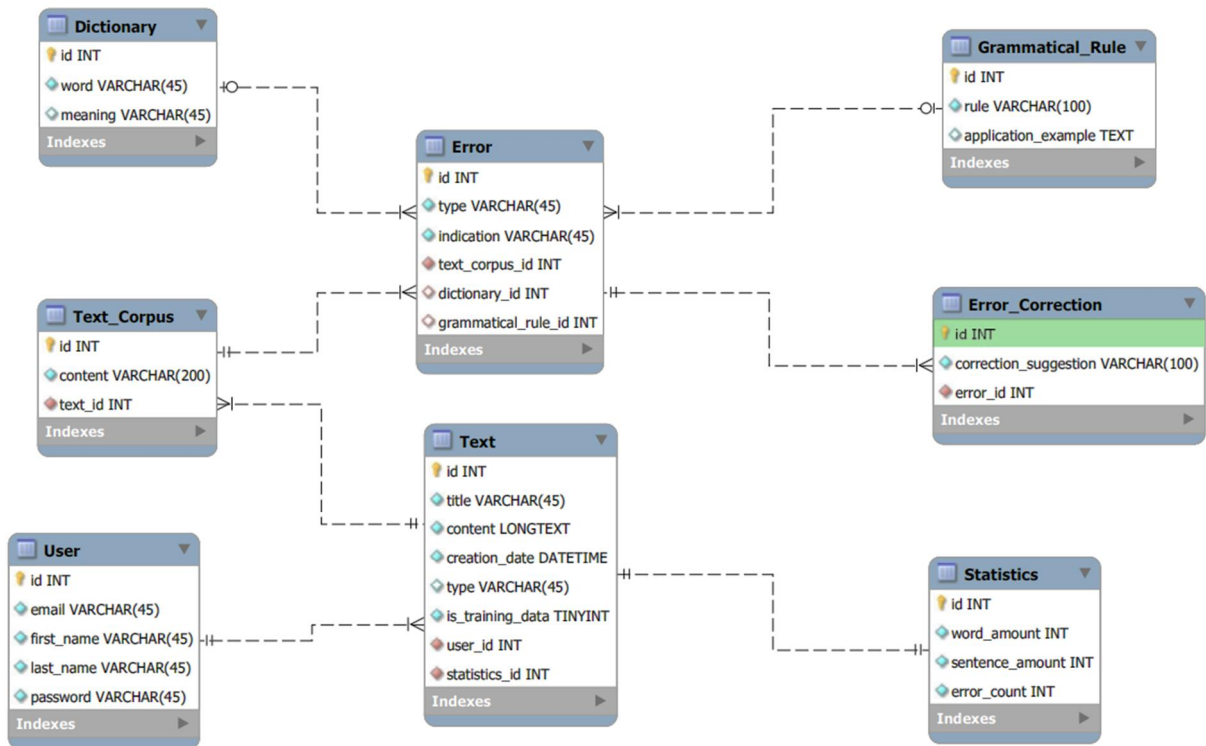 Dictionary
id INT
word VARCHAR(45)
meaning VARCHAR(45)
Indexes
Grammatical_Rule
id INT
rule VARCHAR(100)
application_example TEXT
Indexes
Error
id INT
type VARCHAR(45)
indication VARCHAR(45)
text_corpus_id INT
dictionary_id INT
grammatical_rule_id INT
Indexes
Text_Corpus
id INT
content VARCHAR(200)
text_id INT
Indexes
Error_Correction
id INT
correction_suggestion VARCHAR(100)
error_id INT
Indexes
Text
id INT
title VARCHAR(45)
content LONGTEXT
creation_date DATETIME
type VARCHAR(45)
is_training_data TINYINT
user_id INT
statistics_id INT
Indexes
User
id INT
email VARCHAR(45)
first_name VARCHAR(45)
last_name VARCHAR(45)
password VARCHAR(45)
Indexes
Statistics
id INT
word_amount INT
sentence_amount INT
error_count INT
Indexes